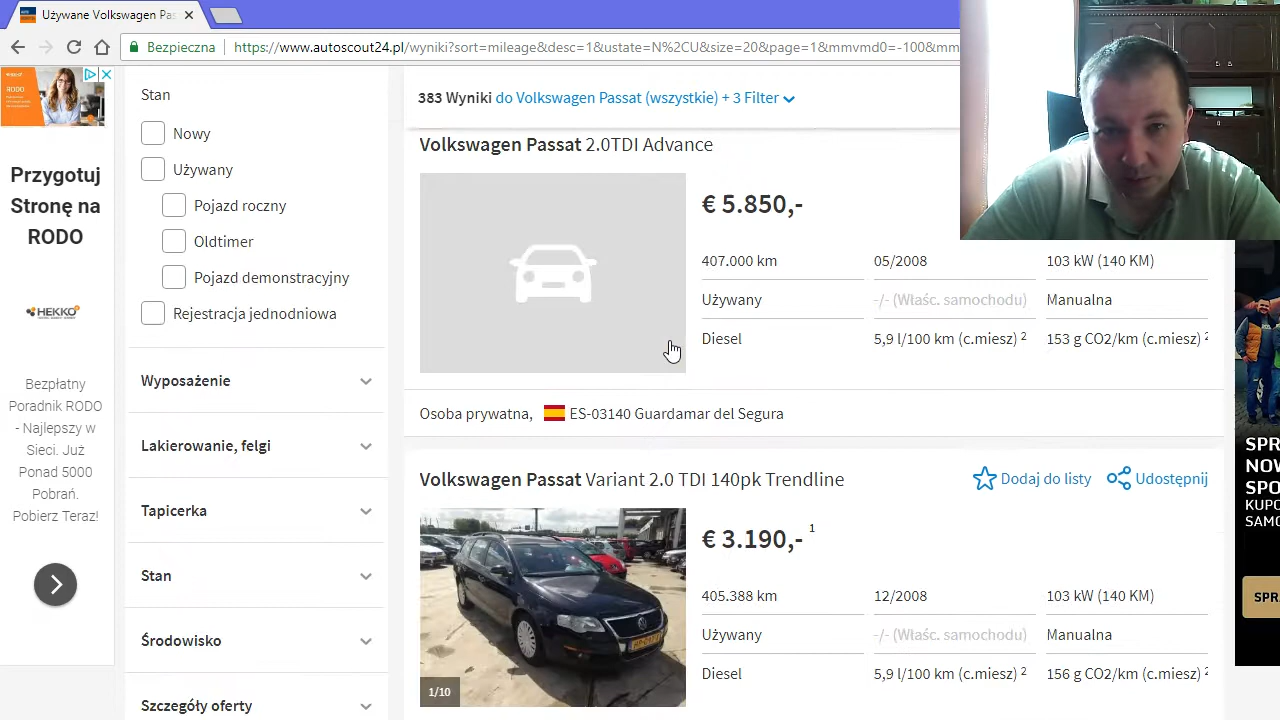 Używane Volkswagen Pas
Bezpieczna
https://www.autoscout24.pl/wyniki?sort=mileage&desc=1&ustate=N%2CU&size=20&page=1&mmvmd0=-100&mm
RODO
Przygotuj
Stronę na
RODO
HEKKO
Bezpłatny
Poradnik RODO
- Najlepszy w
Sieci. Już
Ponad 5000
Pobrań.
Pobierz Teraz!
Stan
Nowy
Używany
Pojazd roczny
Oldtimer
Pojazd demonstracyjny
Rejestracja jednodniowa
Wyposażenie
Lakierowanie, felgi
Tapicerka
Stan
Środowisko
Szczegóły oferty
383 Wyniki do Volkswagen Passat (wszystkie) + 3 Filter
Volkswagen Passat 2.0TDI Advance
€ 5.850,-
407.000 km 05/2008 103 kW (140 KM)
Używany -/- (Właśc. samochodu) Manualna
Diesel 5,9 l/100 km (c.miesz) 2 153 g CO2/km (c.miesz) 2
Osoba prywatna, ES-03140 Guardamar del Segura
Volkswagen Passat Variant 2.0 TDI 140pk Trendline
Dodaj do listy Udostępnij
€ 3.190,- 1
405.388 km 12/2008 103 kW (140 KM)
Używany -/- (Właśc. samochodu) Manualna
Diesel 5,9 l/100 km (c.miesz) 2 156 g CO2/km (c.miesz) 2
1/10
SPR
NO
SPO
KUPO
SAMO
SPR